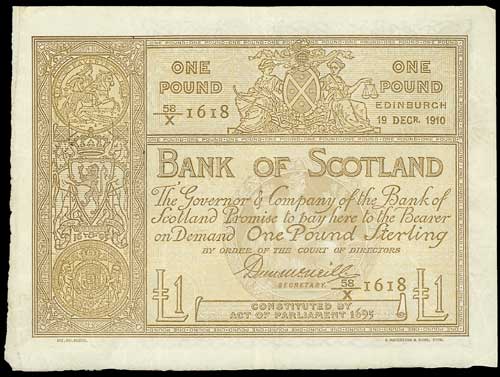 ONE POUND
ONE POUND
58/X 1618
EDINBURGH
19 DECR. 1910
BANK OF SCOTLAND
The Governor & Company of the Bank of
Scotland Promise to pay here to the Bearer
on Demand One Pound Sterling
BY ORDER OF THE COURT OF DIRECTORS
SECRETARY.
58/X 1618
£1
£1
CONSTITUTED BY
ACT OF PARLIAMENT 1695